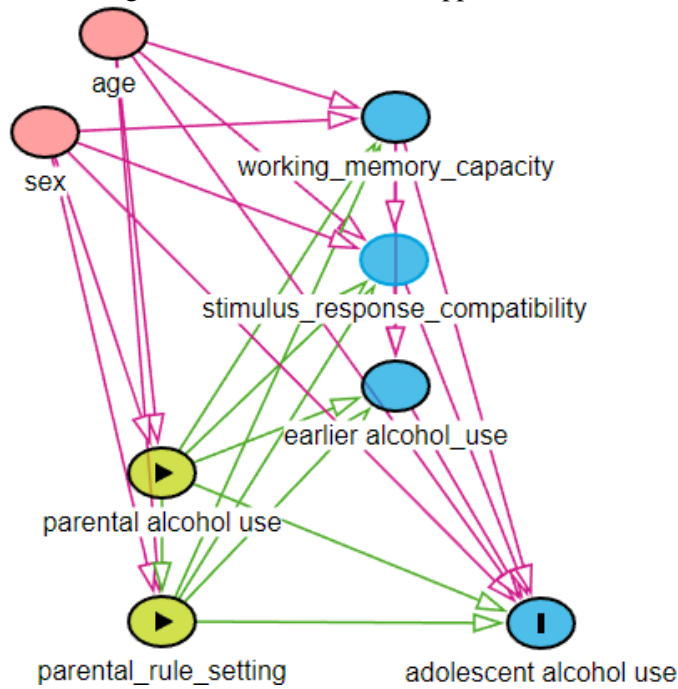 age
sex
working_memory_capacity
stimulus_response_compatibility
earlier alcohol_use
parental alcohol use
parental_rule_setting
adolescent alcohol use